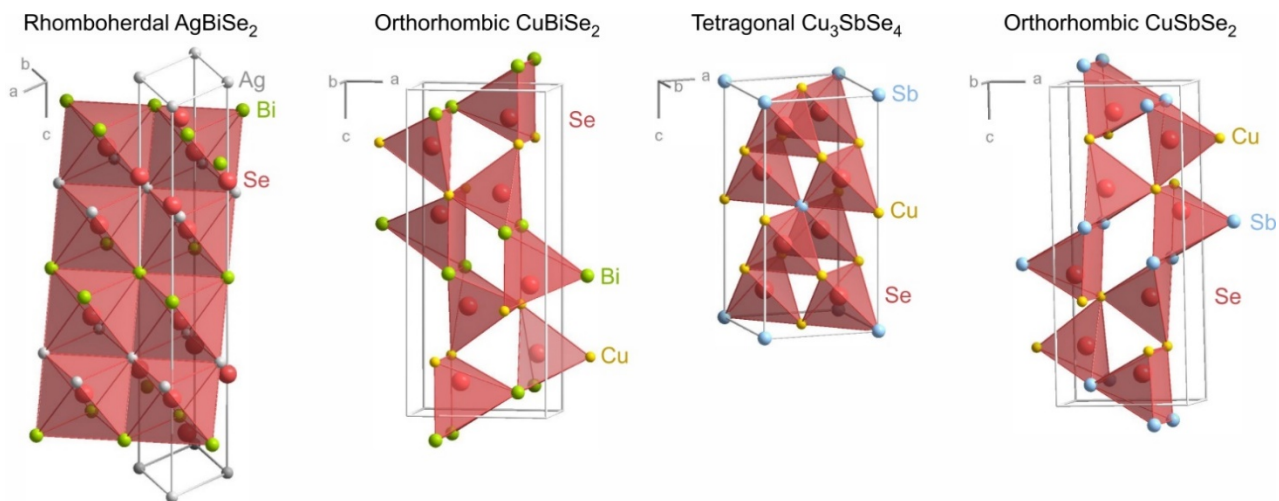 Rhomboherdal AgBiSe₂
Orthorhombic CuBiSe₂
Tetragonal Cu₃SbSe₄
Orthorhombic CuSbSe₂
b
a
c
Ag
Bi
Se
b
a
c
Se
Bi
Cu
a
b
c
Sb
Cu
Se
b
a
c
Cu
Sb
Se